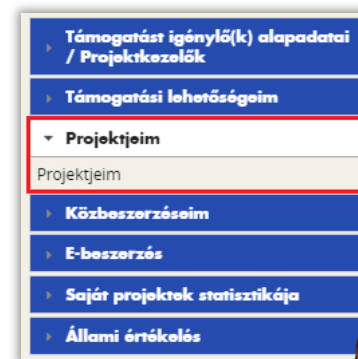 Támogatást igénylő(k) alapadatai
/ Projektkezelők
Támogatási lehetőségeim
Projektjeim
Projektjeim
Közbeszerzéseim
E-beszerzés
Saját projektek statisztikája
Állami értékelés